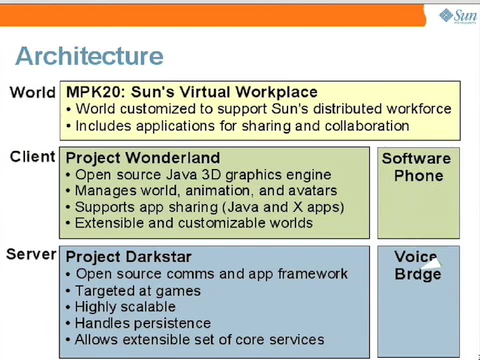 Sun
Architecture
World
MPK20: Sun's Virtual Workplace
• World customized to support Sun's distributed workforce
• Includes applications for sharing and collaboration
Client
Project Wonderland
• Open source Java 3D graphics engine
• Manages world, animation, and avatars
• Supports app sharing (Java and X apps)
• Extensible and customizable worlds
Software
Phone
Server
Project Darkstar
• Open source comms and app framework
• Targeted at games
• Highly scalable
• Handles persistence
• Allows extensible set of core services
Voice
Brdge